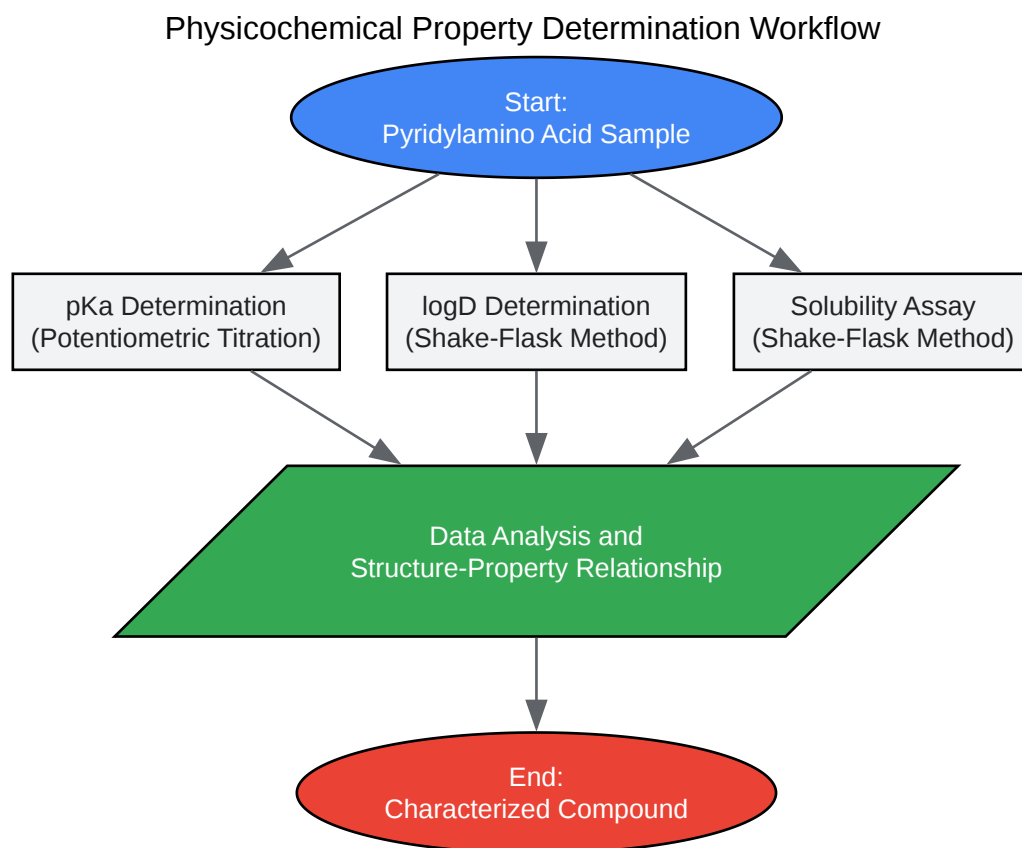 Physicochemical Property Determination Workflow
Start:
Pyridylamino Acid Sample
pKa Determination
(Potentiometric Titration)
logD Determination
(Shake-Flask Method)
Solubility Assay
(Shake-Flask Method)
Data Analysis and
Structure-Property Relationship
End:
Characterized Compound